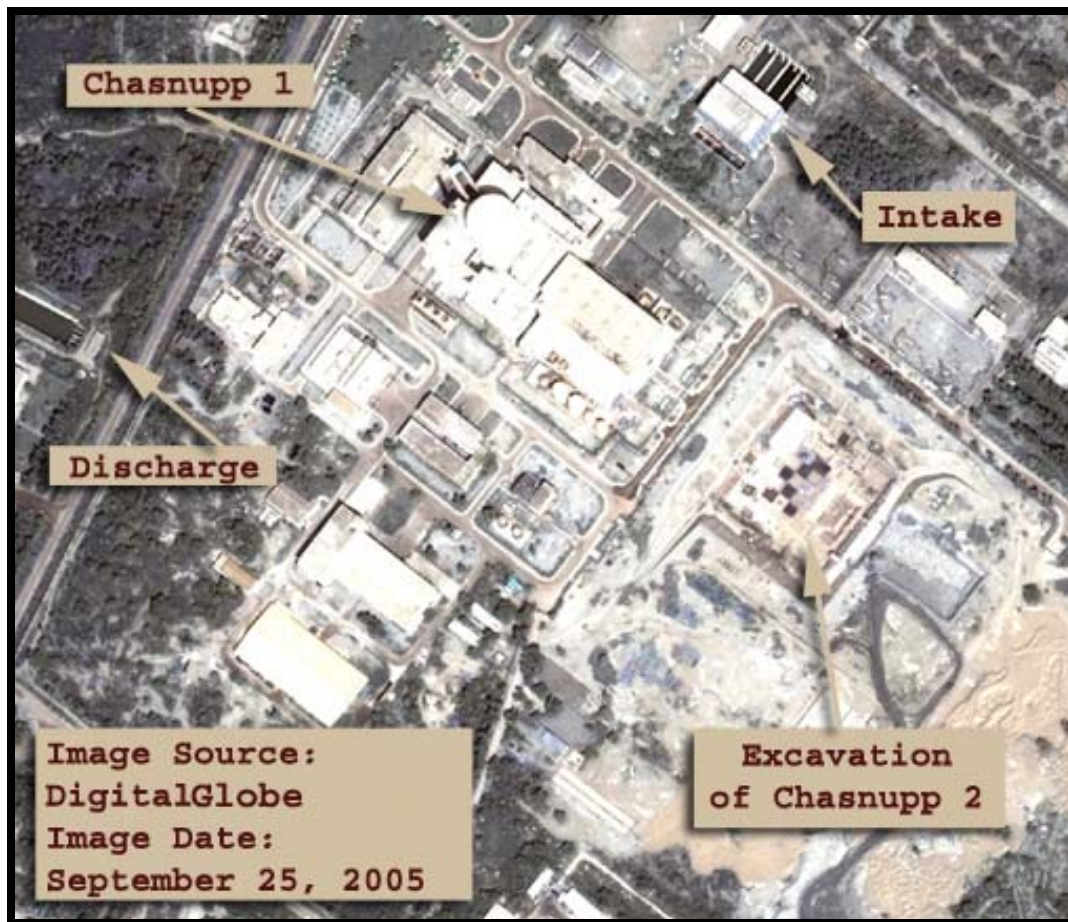 Chasnupp 1
Intake
Discharge
Excavation
of Chasnupp 2
Image Source:
DigitalGlobe
Image Date:
September 25, 2005